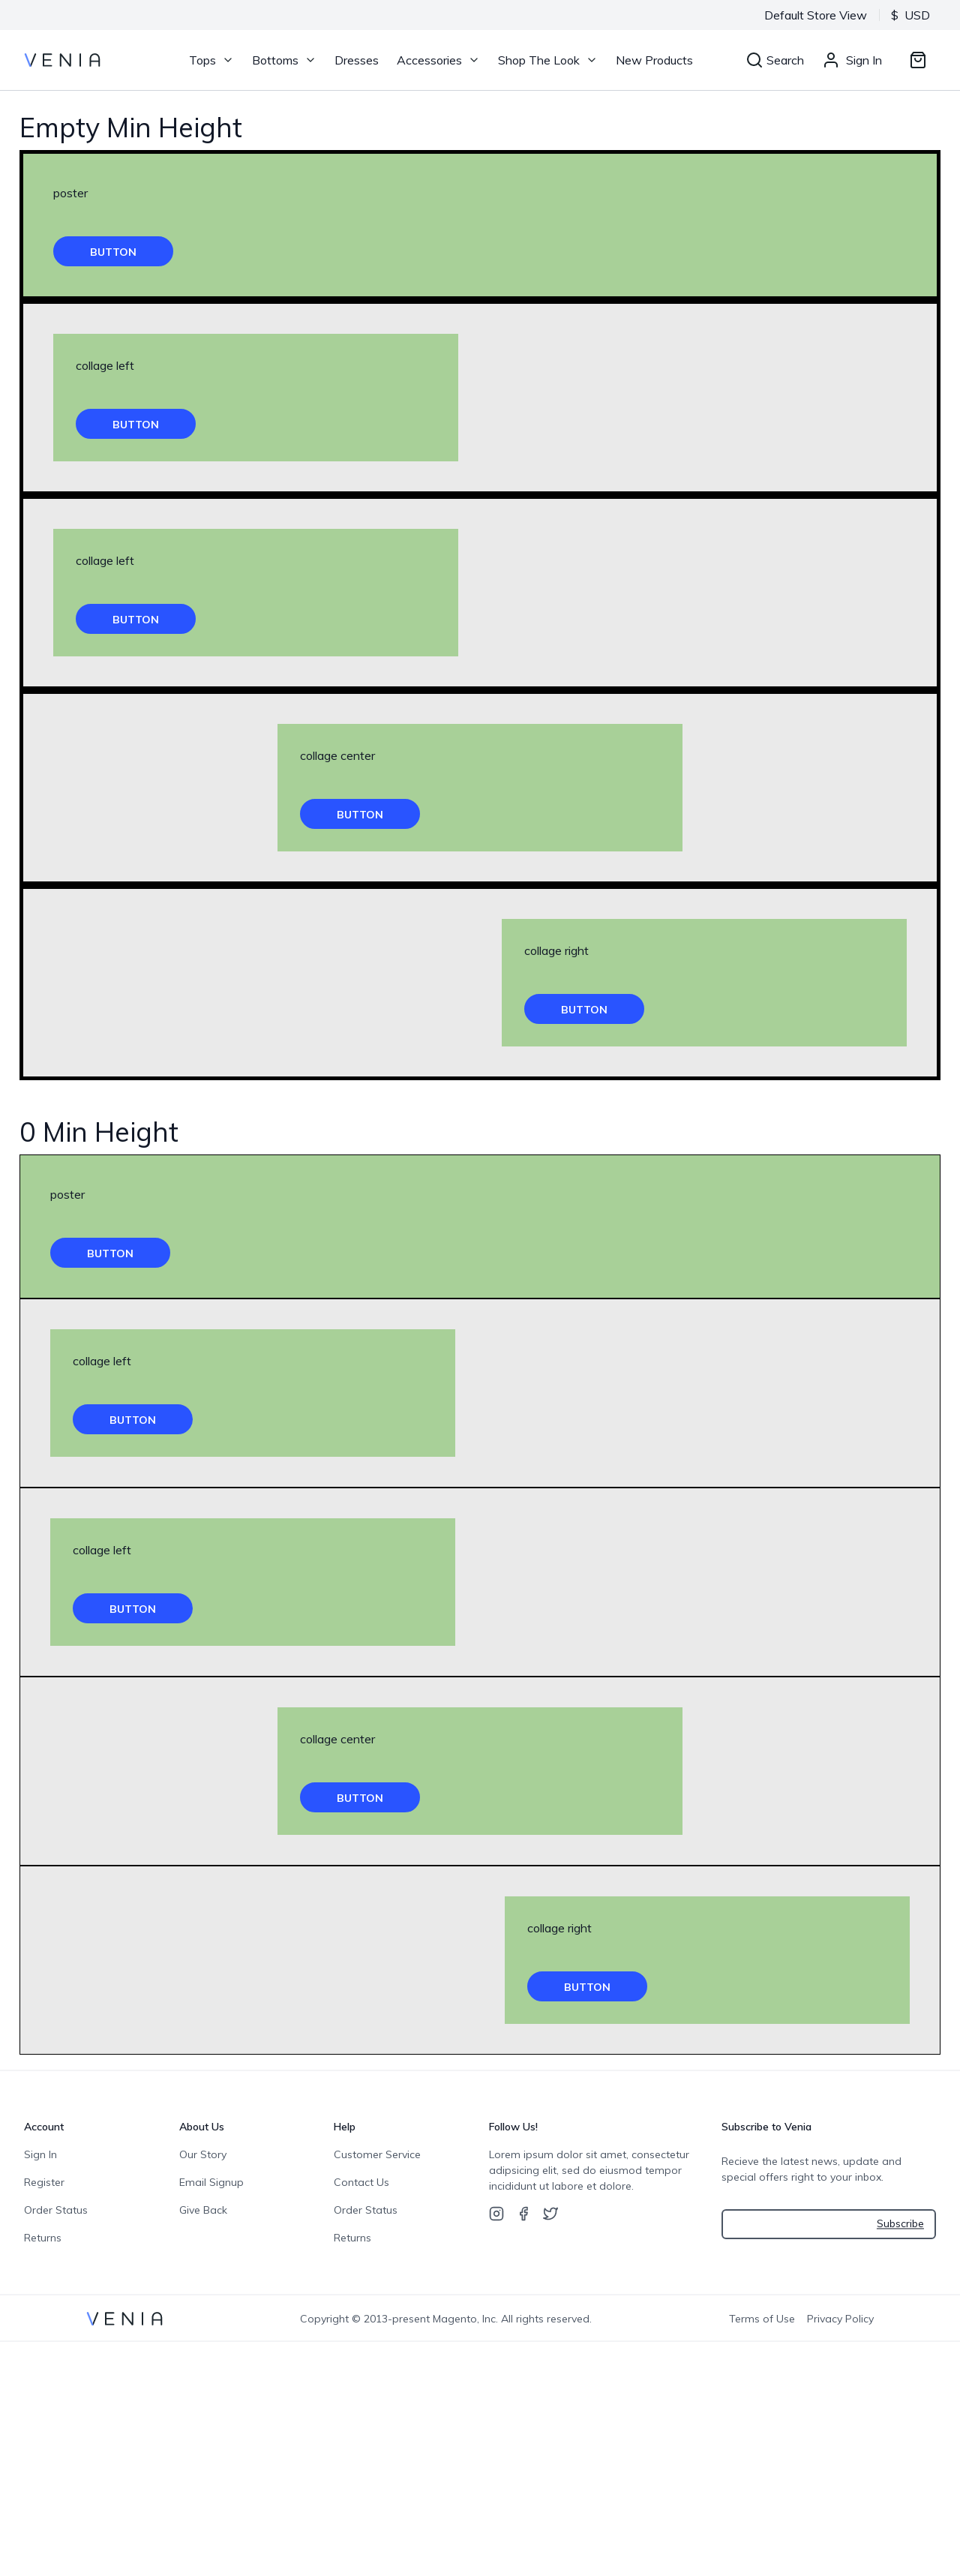 Default Store View $ USD
VENIA Tops Bottoms Dresses Accessories Shop The Look New Products Search Sign In
Empty Min Height
poster
BUTTON
collage left
BUTTON
collage left
BUTTON
collage center
BUTTON
collage right
BUTTON
0 Min Height
poster
BUTTON
collage left
BUTTON
collage left
BUTTON
collage center
BUTTON
collage right
BUTTON
Account
Sign In
Register
Order Status
Returns
About Us
Our Story
Email Signup
Give Back
Help
Customer Service
Contact Us
Order Status
Returns
Follow Us!
Lorem ipsum dolor sit amet, consectetur
adipsicing elit, sed do eiusmod tempor
incididunt ut labore et dolore.
Subscribe to Venia
Recieve the latest news, update and
special offers right to your inbox.
Subscribe
VENIA Copyright © 2013-present Magento, Inc. All rights reserved. Terms of Use Privacy Policy